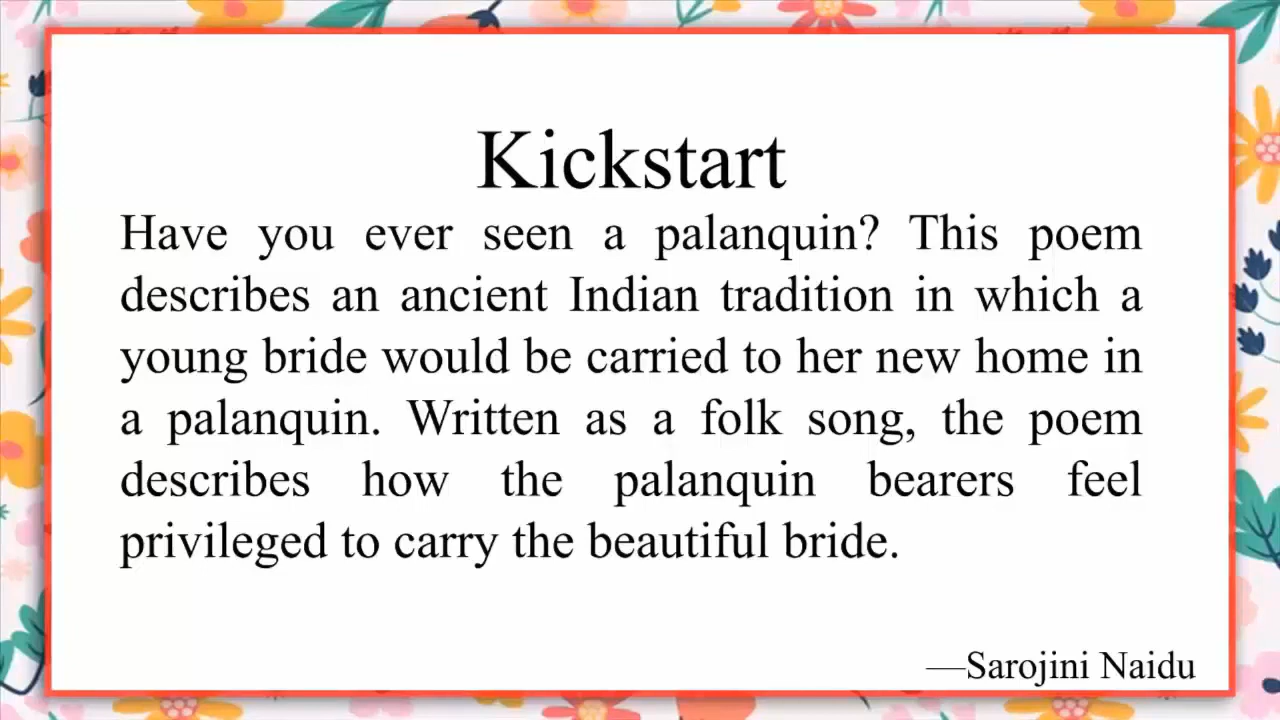 Kickstart
Have you ever seen a palanquin? This poem
describes an ancient Indian tradition in which a
young bride would be carried to her new home in
a palanquin. Written as a folk song, the poem
describes how the palanquin bearers feel
privileged to carry the beautiful bride.
—Sarojini Naidu